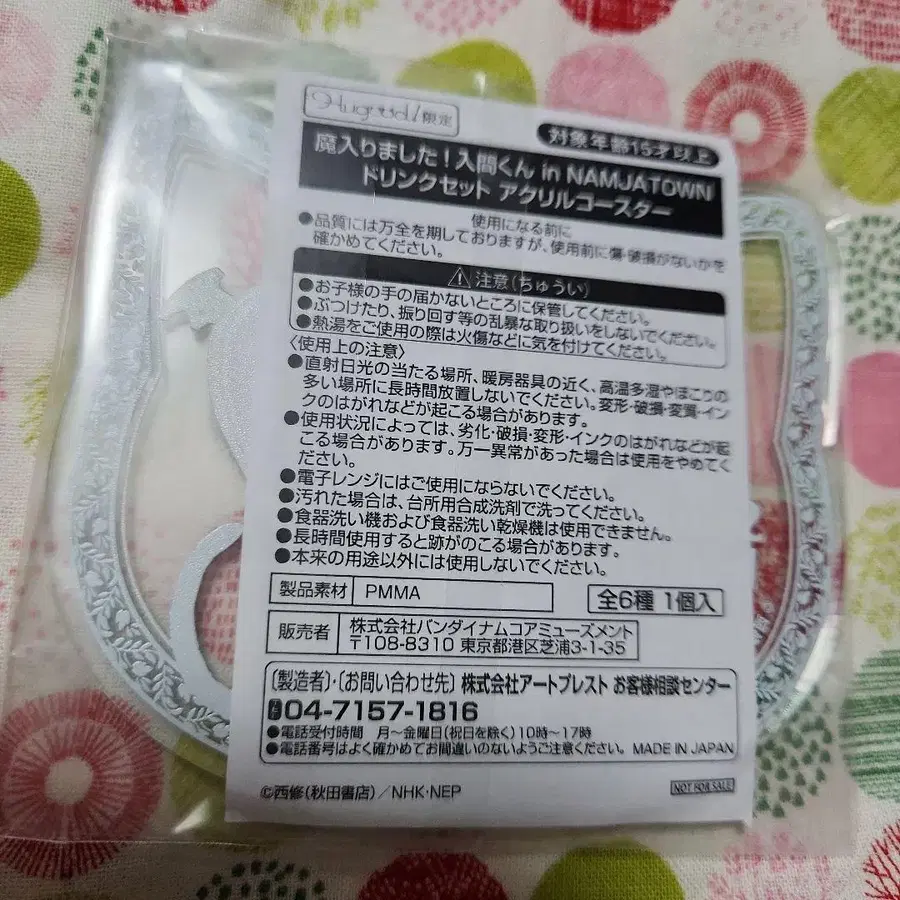 Hugood!限定
対象年齢15才以上
魔入りました!入間くん in NAMJATOWN
ドリンクセット アクリルコースター
使用になる前に
●品質には万全を期しておりますが、使用前に傷・破損がないかを
確かめてください。
注意(ちゅうい)
●お子様の手の届かないところに保管してください。
●ぶつけたり、振り回す等の乱暴な取り扱いをしないでください。
●熱湯をご使用の際は火傷などに気を付けてください。
〈使用上の注意〉
●直射日光の当たる場所、暖房器具の近く、高温多湿やほこりの
多い場所に長時間放置しないでください。変形・破損・変質・イン
クのはがれなどが起こる場合があります。
●使用状況によっては、劣化・破損・変形・インクのはがれなどが起
こる場合があります。万一異常があった場合は使用をやめてく
ださい。
●電子レンジにはご使用にならないでください。
●汚れた場合は、台所用合成洗剤で洗ってください。
●食器洗い機および食器洗い乾燥機は使用できません。
●長時間使用すると跡がのこる場合があります。
●本来の用途以外には使用しないでください。
製品素材 PMMA
全6種 1個入
販売者 株式会社バンダイナムコアミューズメント
〒108-8310 東京都港区芝浦3-1-35
〔製造者〕・〔お問い合わせ先〕株式会社アートプレスト お客様相談センター
04-7157-1816
●電話受付時間 月〜金曜日(祝日を除く)10時〜17時
●電話番号はよく確かめてお間違いのないようご注意ください。 MADE IN JAPAN
©西修(秋田書店)/NHK・NEP
NOT FOR SALE